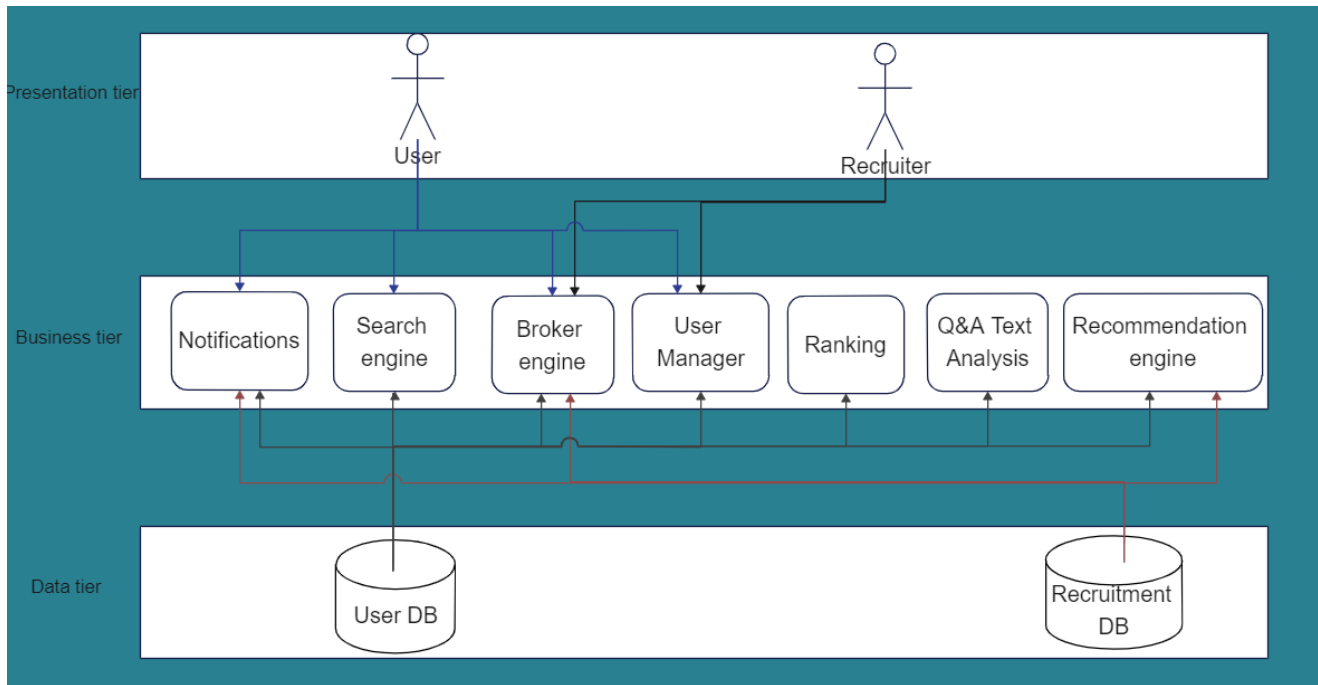 Presentation tier
User
Recruiter
Business tier
Notifications
Search
engine
Broker
engine
User
Manager
Ranking
Q&A Text
Analysis
Recommendation
engine
Data tier
User DB
Recruitment
DB